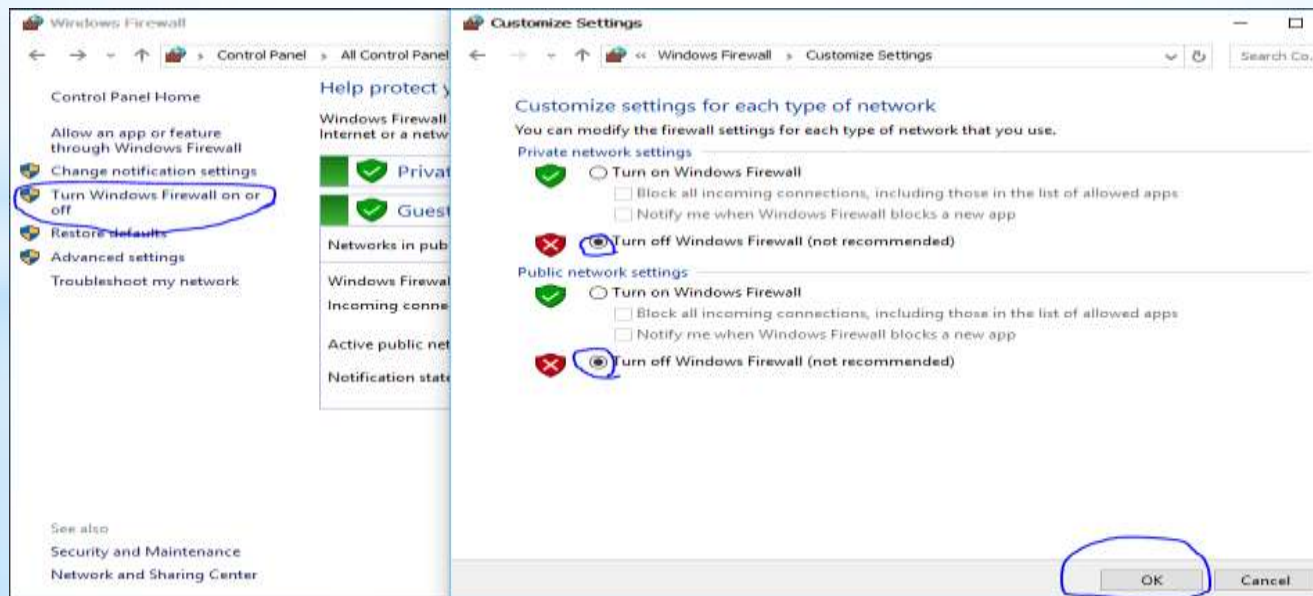 Windows Firewall
Control Panel
All Control Panel
Control Panel Home
Allow an app or feature
through Windows Firewall
Change notification settings
Turn Windows Firewall on or
off
Restore defaults
Advanced settings
Troubleshoot my network
See also
Security and Maintenance
Network and Sharing Center
Help protect y
Windows Firewall
Internet or a netw
Privat
Guest
Networks in pub
Windows Firewal
Incoming conne
Active public net
Notification state
Customize Settings
« Windows Firewall
Customize Settings
Search Co.
Customize settings for each type of network
You can modify the firewall settings for each type of network that you use.
Private network settings
Turn on Windows Firewall
Block all incoming connections, including those in the list of allowed apps
Notify me when Windows Firewall blocks a new app
Turn off Windows Firewall (not recommended)
Public network settings
Turn on Windows Firewall
Block all incoming connections, including those in the list of allowed apps
Notify me when Windows Firewall blocks a new app
Turn off Windows Firewall (not recommended)
OK
Cancel